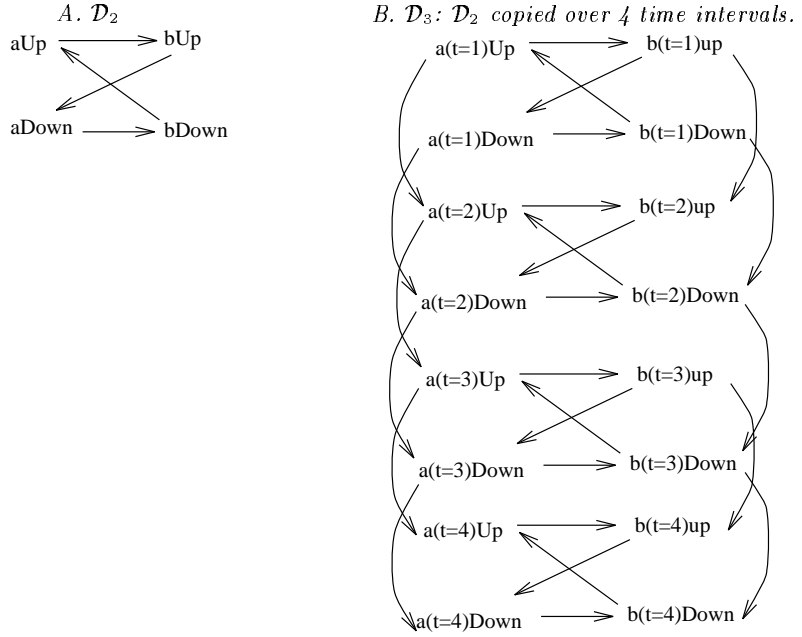 A. D2
aUp bUp
aDown bDown
B. D3: D2 copied over 4 time intervals.
a(t=1)Up b(t=1)up
a(t=1)Down b(t=1)Down
a(t=2)Up b(t=2)up
a(t=2)Down b(t=2)Down
a(t=3)Up b(t=3)up
a(t=3)Down b(t=3)Down
a(t=4)Up b(t=4)up
a(t=4)Down b(t=4)Down